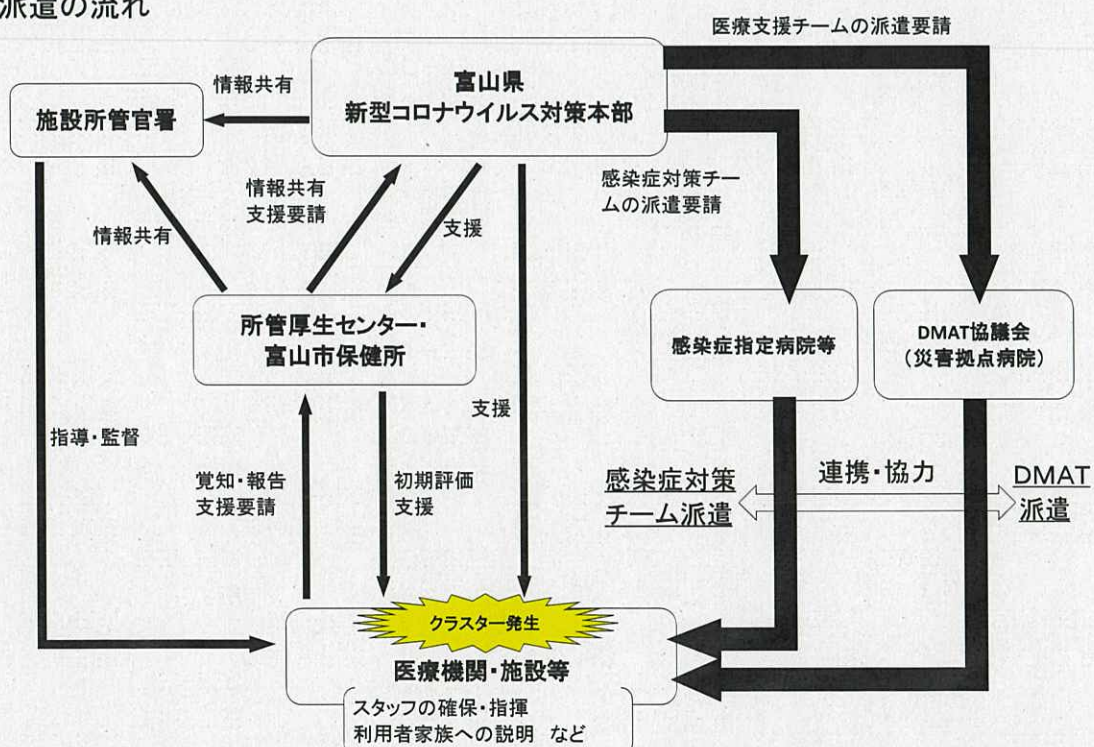 派遣の流れ
医療支援チームの派遣要請
富山県
新型コロナウイルス対策本部
情報共有
施設所管官署
感染症対策チー
ムの派遣要請
情報共有
支援要請
支援
情報共有
所管厚生センター・
富山市保健所
感染症指定病院等
DMAT協議会
（災害拠点病院）
支援
指導・監督
覚知・報告
支援要請
初期評価
支援
感染症対策
チーム派遣
連携・協力
DMAT
派遣
クラスター発生
医療機関・施設等
スタッフの確保・指揮
利用者家族への説明 など